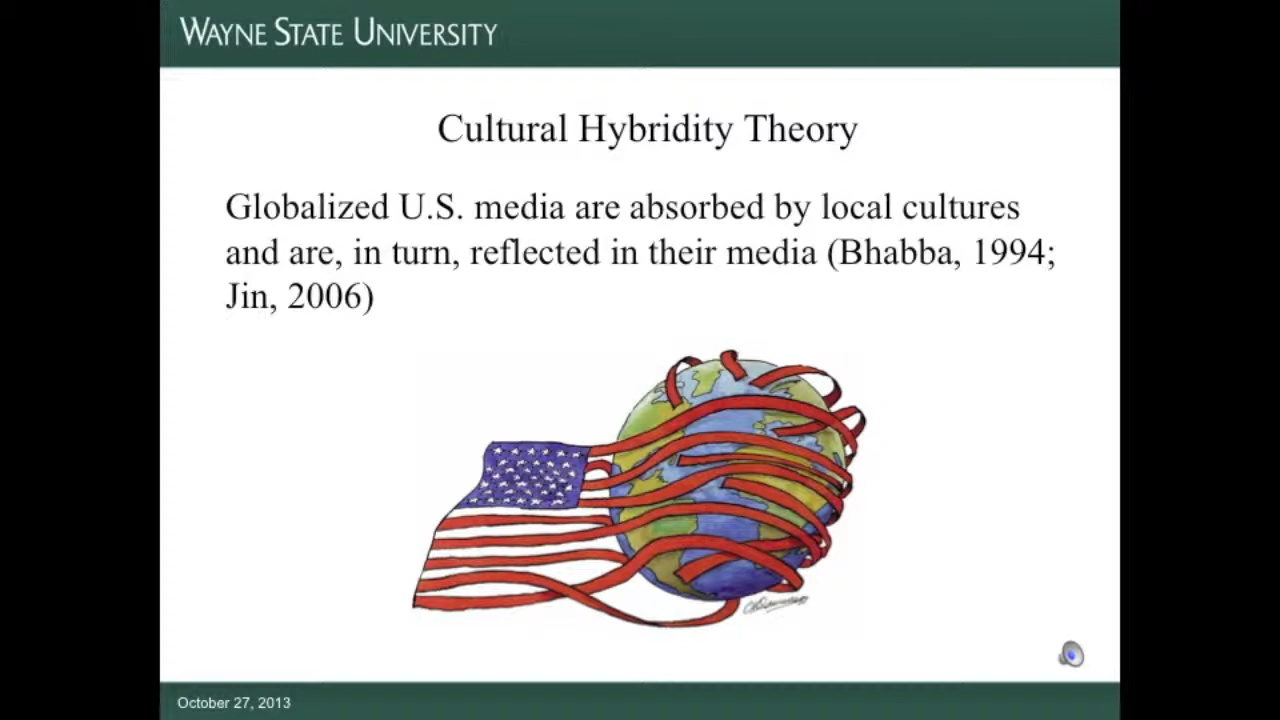 WAYNE STATE UNIVERSITY
Cultural Hybridity Theory
Globalized U.S. media are absorbed by local cultures
and are, in turn, reflected in their media (Bhabba, 1994;
Jin, 2006)
October 27, 2013